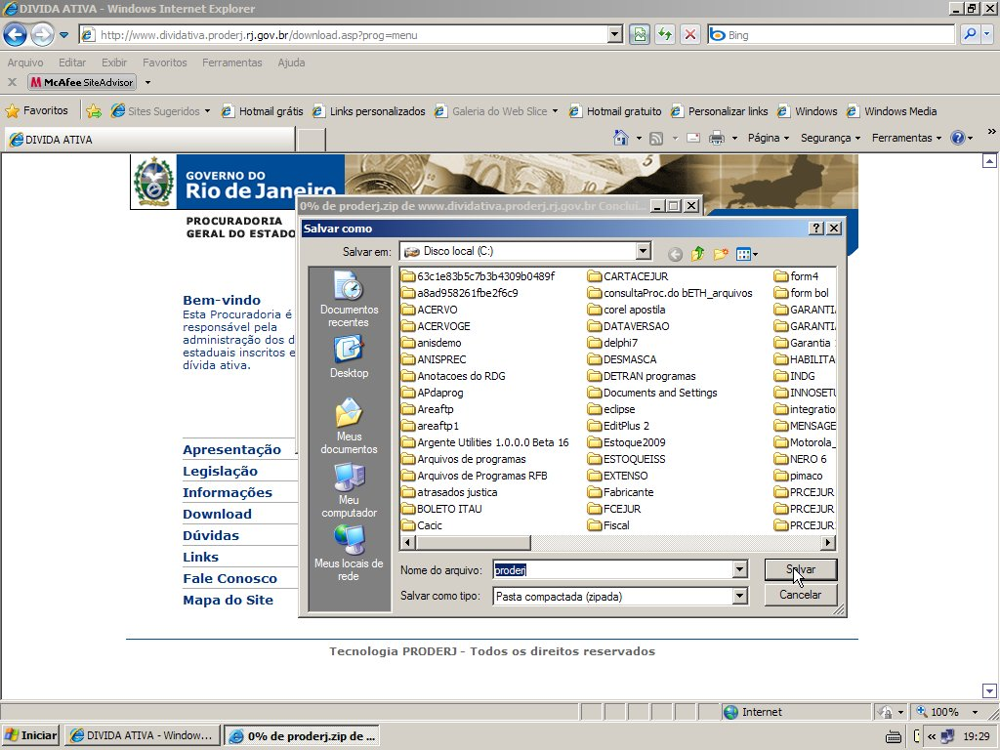 DIVIDA ATIVA - Windows Internet Explorer
http://www.dividativa.proderj.rj.gov.br/download.asp?prog=menu
Bing
Arquivo Editar Exibir Favoritos Ferramentas Ajuda
X McAfee SiteAdvisor
Favoritos Sites Sugeridos Hotmail grátis Links personalizados Galeria do Web Slice Hotmail gratuito Personalizar links Windows Windows Media
DIVIDA ATIVA
Página Segurança Ferramentas »
GOVERNO DO
Rio de Janeiro
PROCURADORIA
GERAL DO ESTADO
Bem-vindo
Esta Procuradoria é
responsável pela
administração dos d
estaduais inscritos e
dívida ativa.
Apresentação
Legislação
Informações
Download
Dúvidas
Links
Fale Conosco
Mapa do Site
0% de proderj.zip de www.dividativa.proderj.rj.gov.br Concluí...
Salvar como
Salvar em: Disco local (C:)
Documentos
recentes
Desktop
Meus
documentos
Meu
computador
Meus locais de
rede
63c1e83b5c7b3b4309b0489f
a8ad958261fbe2f6c9
ACERVO
ACERVOGE
anisdemo
ANISPREC
Anotacoes do RDG
APdaprog
Areaftp
areaftp1
Argente Utilities 1.0.0.0 Beta 16
Arquivos de programas
Arquivos de Programas RFB
atrasados justica
BOLETO ITAU
Cacic
CARTACEJUR
consultaProc.do bETH_arquivos
corel apostila
DATAVERSAO
delphi7
DESMASCA
DETRAN programas
Documents and Settings
eclipse
EditPlus 2
Estoque2009
ESTOQUEISS
EXTENSO
Fabricante
FCEJUR
Fiscal
form4
form bol
GARANTIA
GARANTI
Garantia
HABILITA
INDG
INNOSETU
integratio
MENSAGE
Motorola_
NERO 6
pimaco
PRCEJUR
PRCEJUR
PRCEJUR
Nome do arquivo: proderj
Salvar
Salvar como tipo: Pasta compactada (zipada)
Cancelar
Tecnologia PRODERJ - Todos os direitos reservados
Internet
100%
Iniciar
DIVIDA ATIVA - Window...
0% de proderj.zip de ...
«
19:29